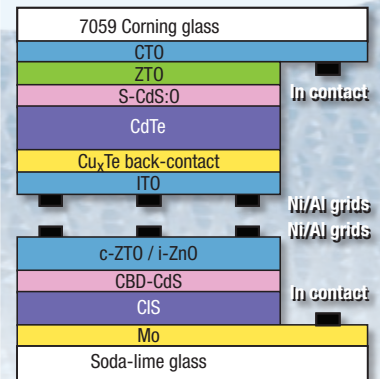 7059 Corning glass
CTO
ZTO
In contact
S-CdS:O
CdTe
CuxTe back-contact
ITO
Ni/Al grids
Ni/Al grids
c-ZTO / i-ZnO
CBD-CdS
In contact
CIS
Mo
Soda-lime glass